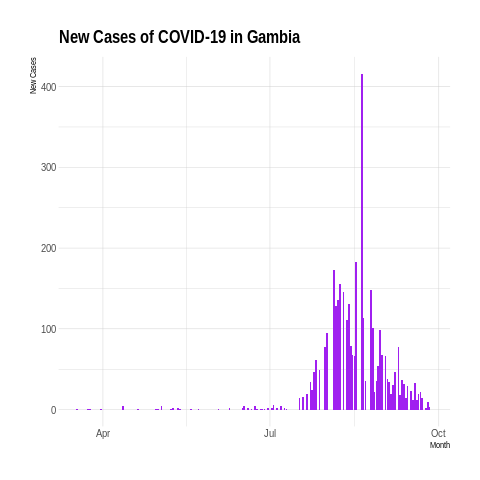 New Cases of COVID-19 in Gambia
New Cases
400
300
200
100
0
Apr
Jul
Oct
Month